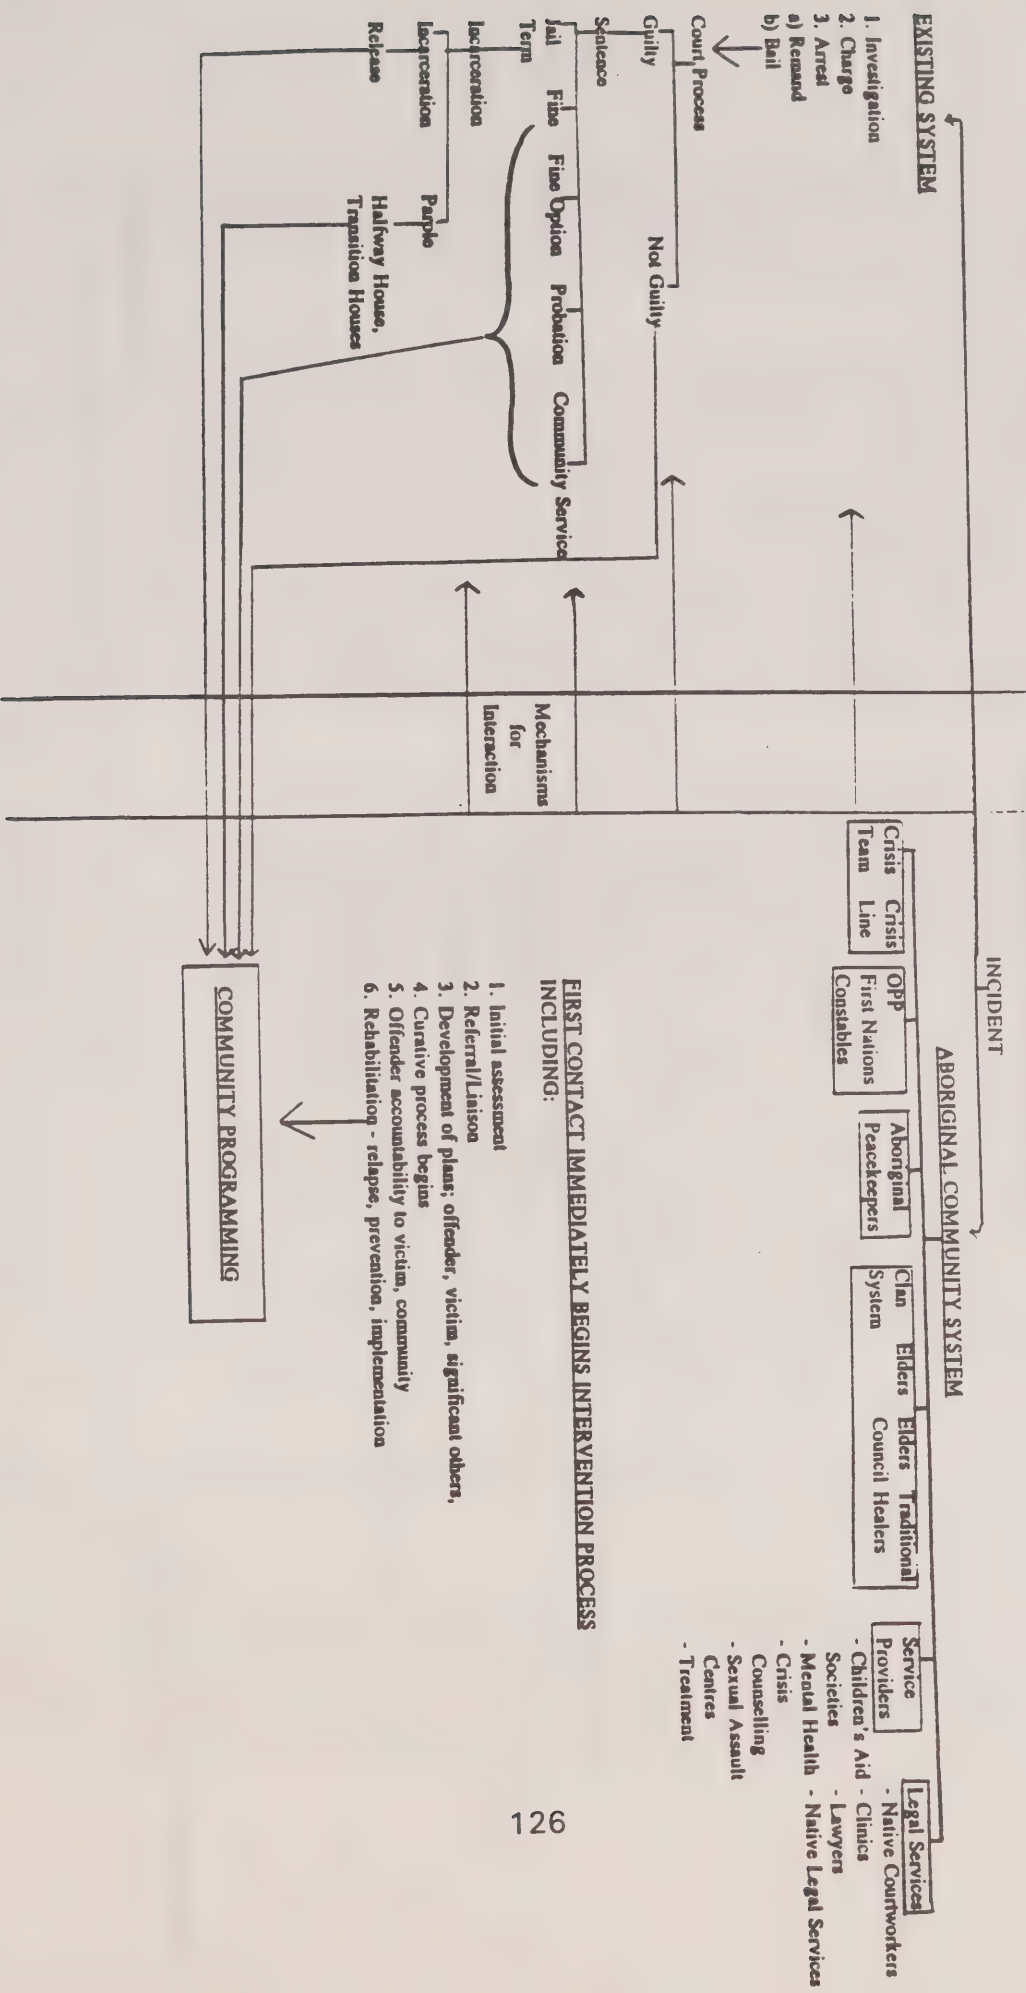 INCIDENT
EXISTING SYSTEM
1. Investigation
2. Charge
3. Arrest
a) Remand
b) Bail
Court Process
Guilty
Not Guilty
Sentence
Jail Fine Fine Option Probation Community Service
Term
Incarceration
Incarceration
Parole
Release
Halfway House,
Transition Houses
Mechanisms
for
Interaction
ABORIGINAL COMMUNITY SYSTEM
Crisis Crisis
Team Line
OPP
First Nations
Constables
Aboriginal
Peacekeepers
Clan Elders Elders Traditional
System Council Healers
Service
Providers
- Children's Aid
Societies
- Mental Health
- Crisis
Counselling
- Sexual Assault
Centres
- Treatment
Legal Services
- Native Courtworkers
- Clinics
- Lawyers
- Native Legal Services
FIRST CONTACT IMMEDIATELY BEGINS INTERVENTION PROCESS
INCLUDING:
1. Initial assessment
2. Referral/Liaison
3. Development of plans; offender, victim, significant others,
4. Curative process begins
5. Offender accountability to victim, community
6. Rehabilitation - relapse, prevention, implementation
COMMUNITY PROGRAMMING
126